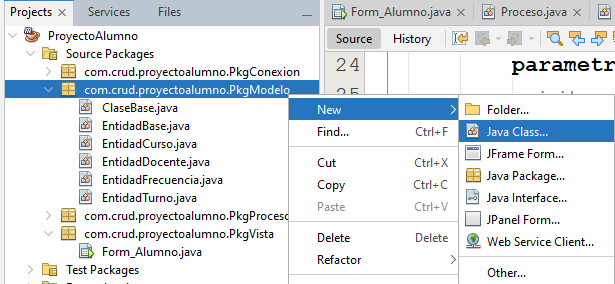 Projects
Services
Files
Form_Alumno.java
Proceso.java
ProyectoAlumno
Source
History
Source Packages
24
parametr
com.crud.proyectoalumno.PkgConexion
com.crud.proyectoalumno.PkgModelo
ClaseBase.java
EntidadBase.java
EntidadCurso.java
EntidadDocente.java
EntidadFrecuencia.java
EntidadTurno.java
com.crud.proyectoalumno.PkgProceso
com.crud.proyectoalumno.PkgVista
Form_Alumno.java
Test Packages
New
Find... Ctrl+F
Cut Ctrl+X
Copy Ctrl+C
Paste Ctrl+V
Delete Delete
Refactor
Folder...
Java Class...
JFrame Form...
Java Package...
Java Interface...
JPanel Form...
Web Service Client...
Other...